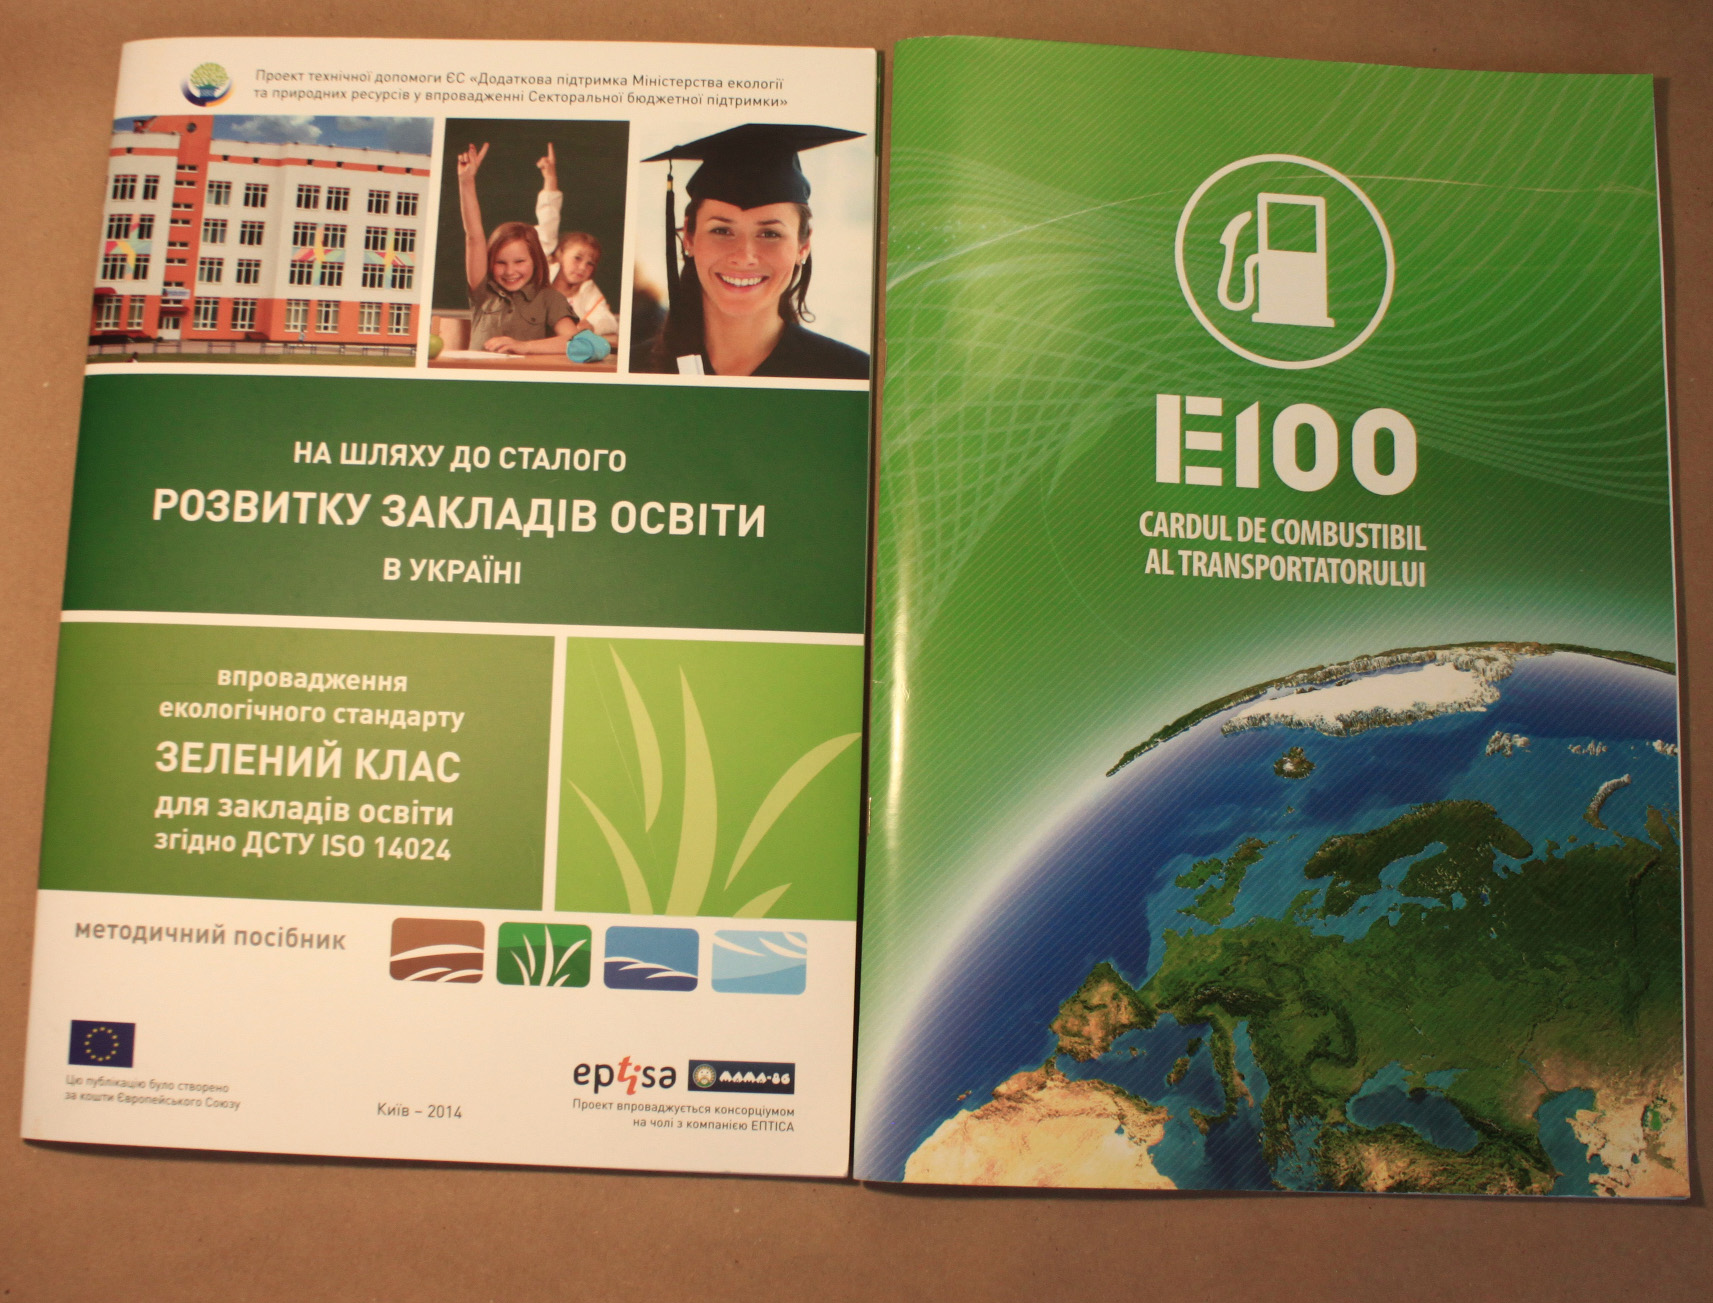 Проект технічної допомоги ЄС «Додаткова підтримка Міністерства екології
та природних ресурсів у впровадженні Секторальної бюджетної підтримки»
НА ШЛЯХУ ДО СТАЛОГО
РОЗВИТКУ ЗАКЛАДІВ ОСВІТИ
В УКРАЇНІ
впровадження
екологічного стандарту
ЗЕЛЕНИЙ КЛАС
для закладів освіти
згідно ДСТУ ISO 14024
методичний посібник
Цю публікацію було створено
за кошти Європейського Союзу
Київ – 2014
eptisa
МАМА-86
Проект впроваджується консорціумом
на чолі з компанією ЕПТІСА
E100
CARDUL DE COMBUSTIBIL
AL TRANSPORTATORULUI